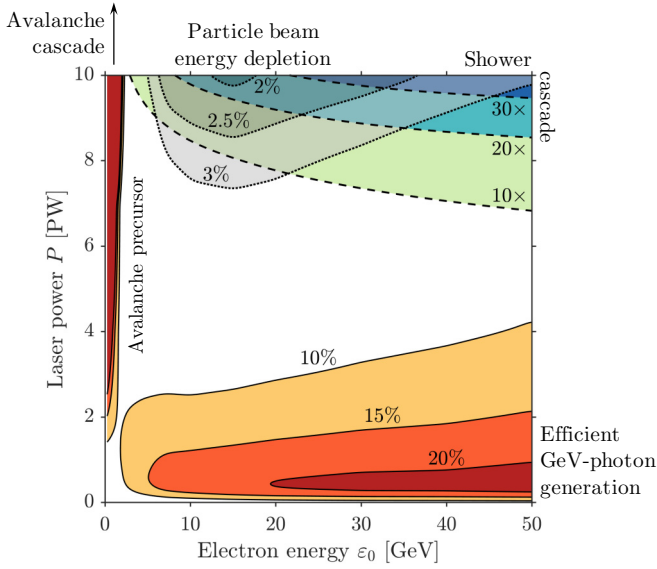 Avalanche
cascade
Particle beam
energy depletion
Shower
cascade
2%
2.5%
3%
30×
20×
10×
Avalanche precursor
10%
15%
20%
Efficient
GeV-photon
generation
Laser power P [PW]
10
8
6
4
2
0
0 10 20 30 40 50
Electron energy ε₀ [GeV]